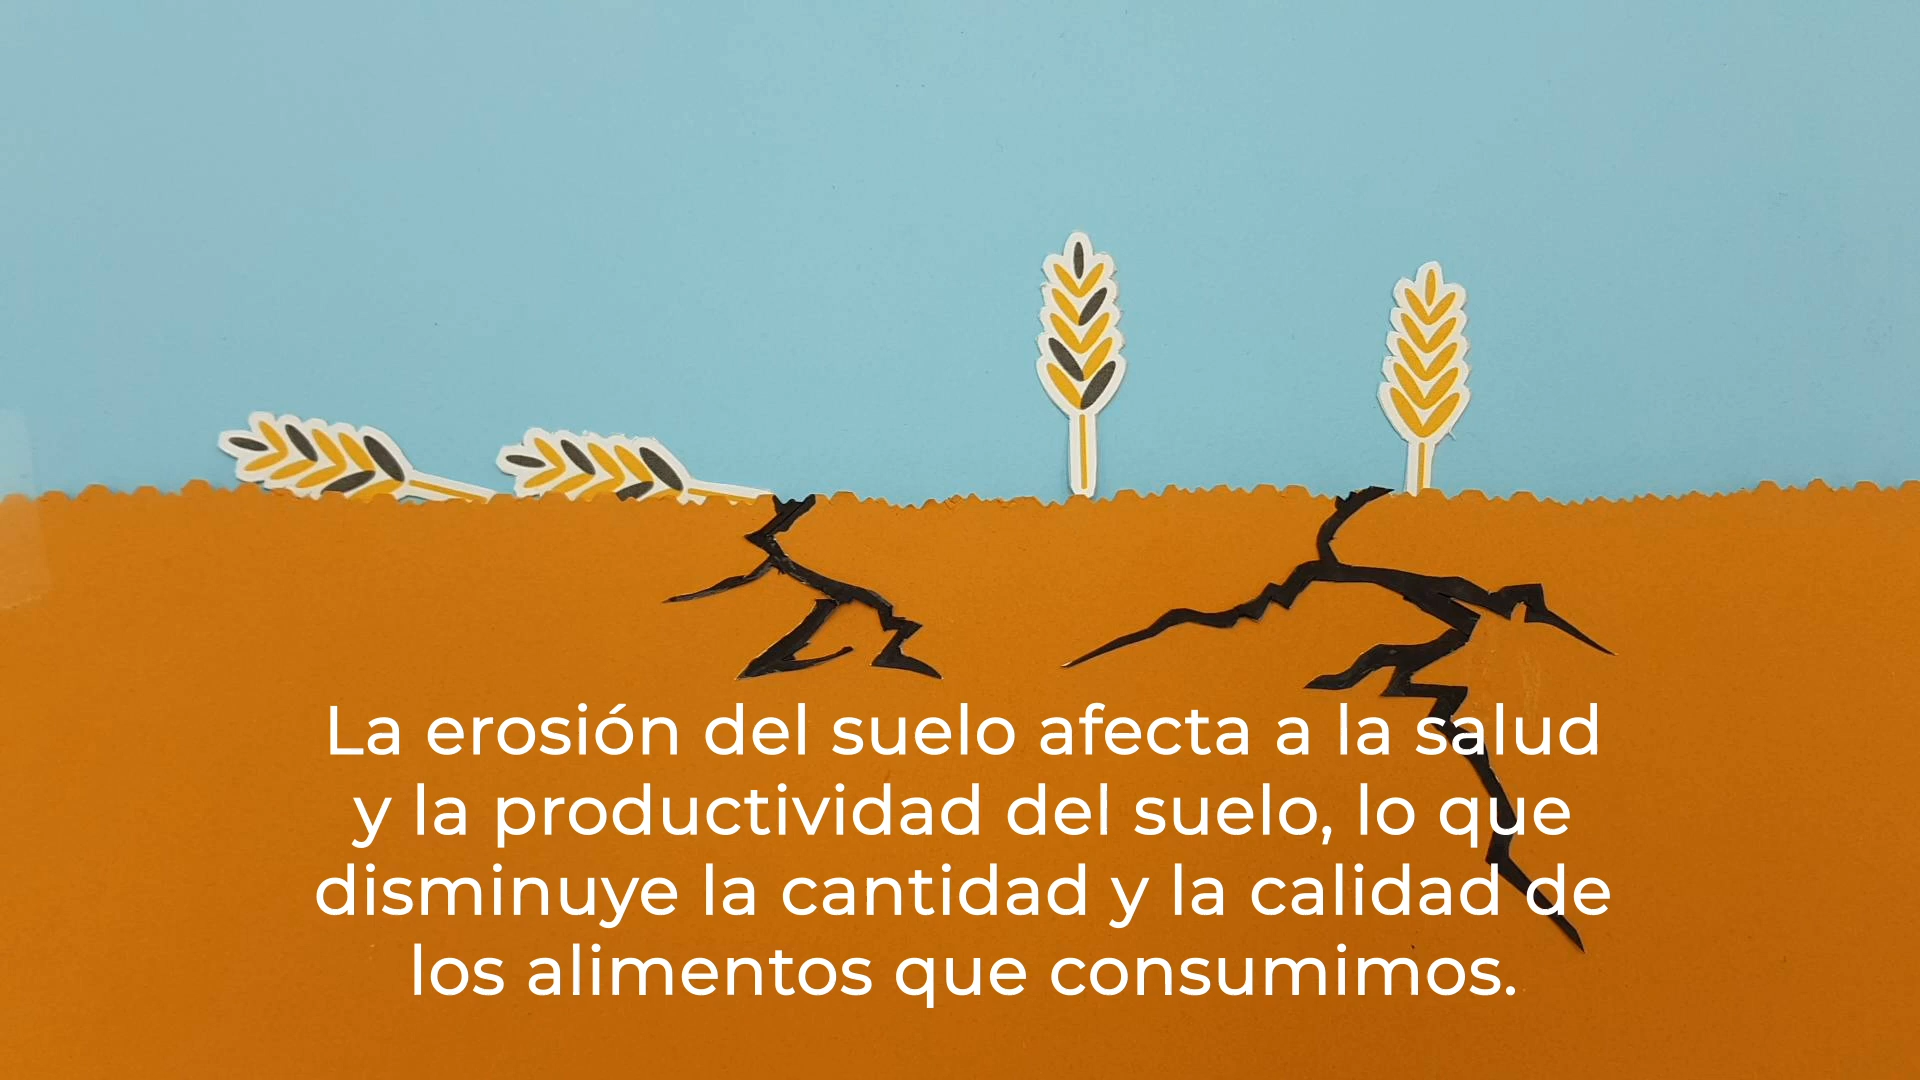 La erosión del suelo afecta a la salud
y la productividad del suelo, lo que
disminuye la cantidad y la calidad de
los alimentos que consumimos.